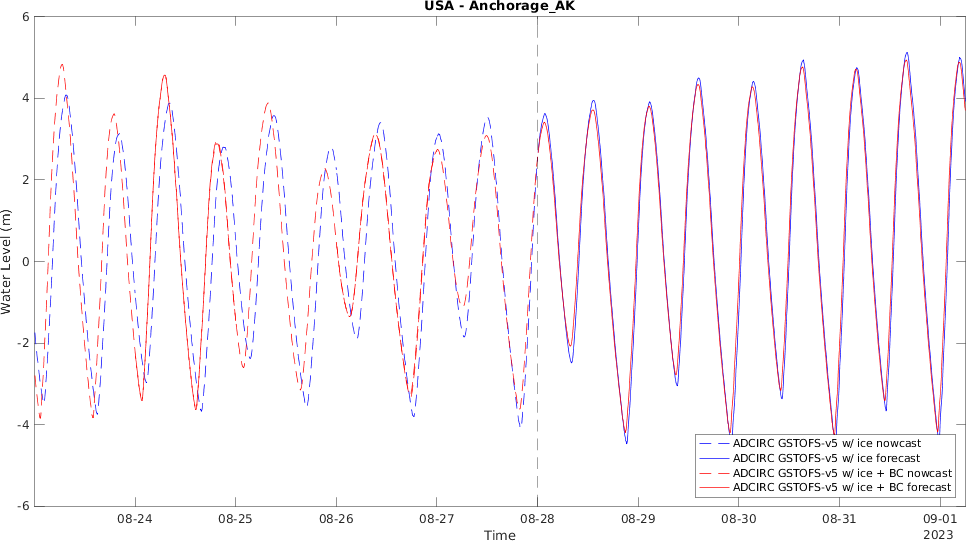 USA - Anchorage_AK
6
4
2
0
-2
-4
-6
Water Level (m)
08-24
08-25
08-26
08-27
08-28
08-29
08-30
08-31
09-01
2023
Time
ADCIRC GSTOFS-v5 w/ ice nowcast
ADCIRC GSTOFS-v5 w/ ice forecast
ADCIRC GSTOFS-v5 w/ ice + BC nowcast
ADCIRC GSTOFS-v5 w/ ice + BC forecast